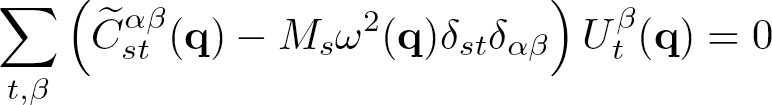 \sum_{t,\beta} \left( \widetilde{C}_{st}^{\alpha\beta}(\mathbf{q}) - M_s \omega^2(\mathbf{q}) \delta_{st} \delta_{\alpha\beta} \right) U_t^{\beta}(\mathbf{q}) = 0